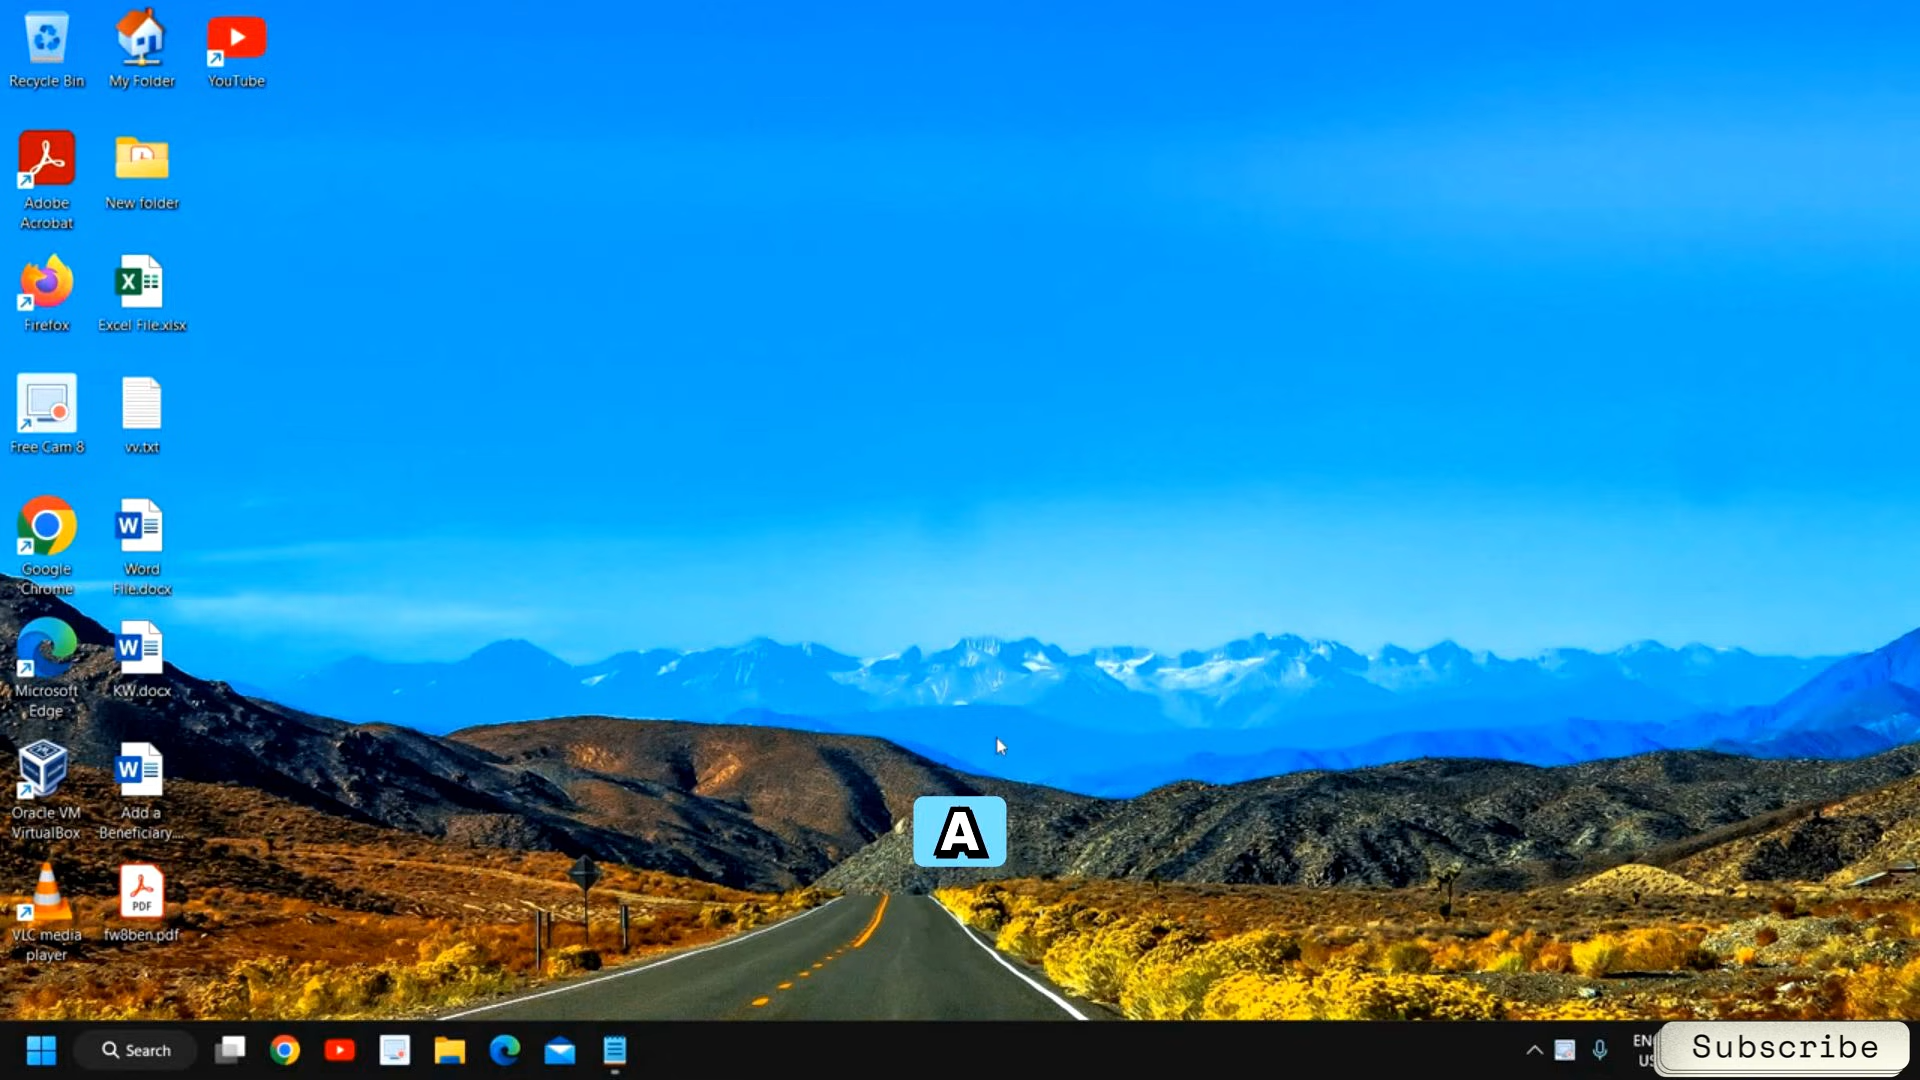 Recycle Bin
My Folder
YouTube
Adobe
Acrobat
New folder
Firefox
Excel File.xlsx
Free Cam 8
vv.txt
Google
Chrome
Word
File.docx
Microsoft
Edge
KW.docx
Oracle VM
VirtualBox
Add a
Beneficiary....
VLC media
player
PDF
fw8ben.pdf
A
Search
EN
US
Subscribe